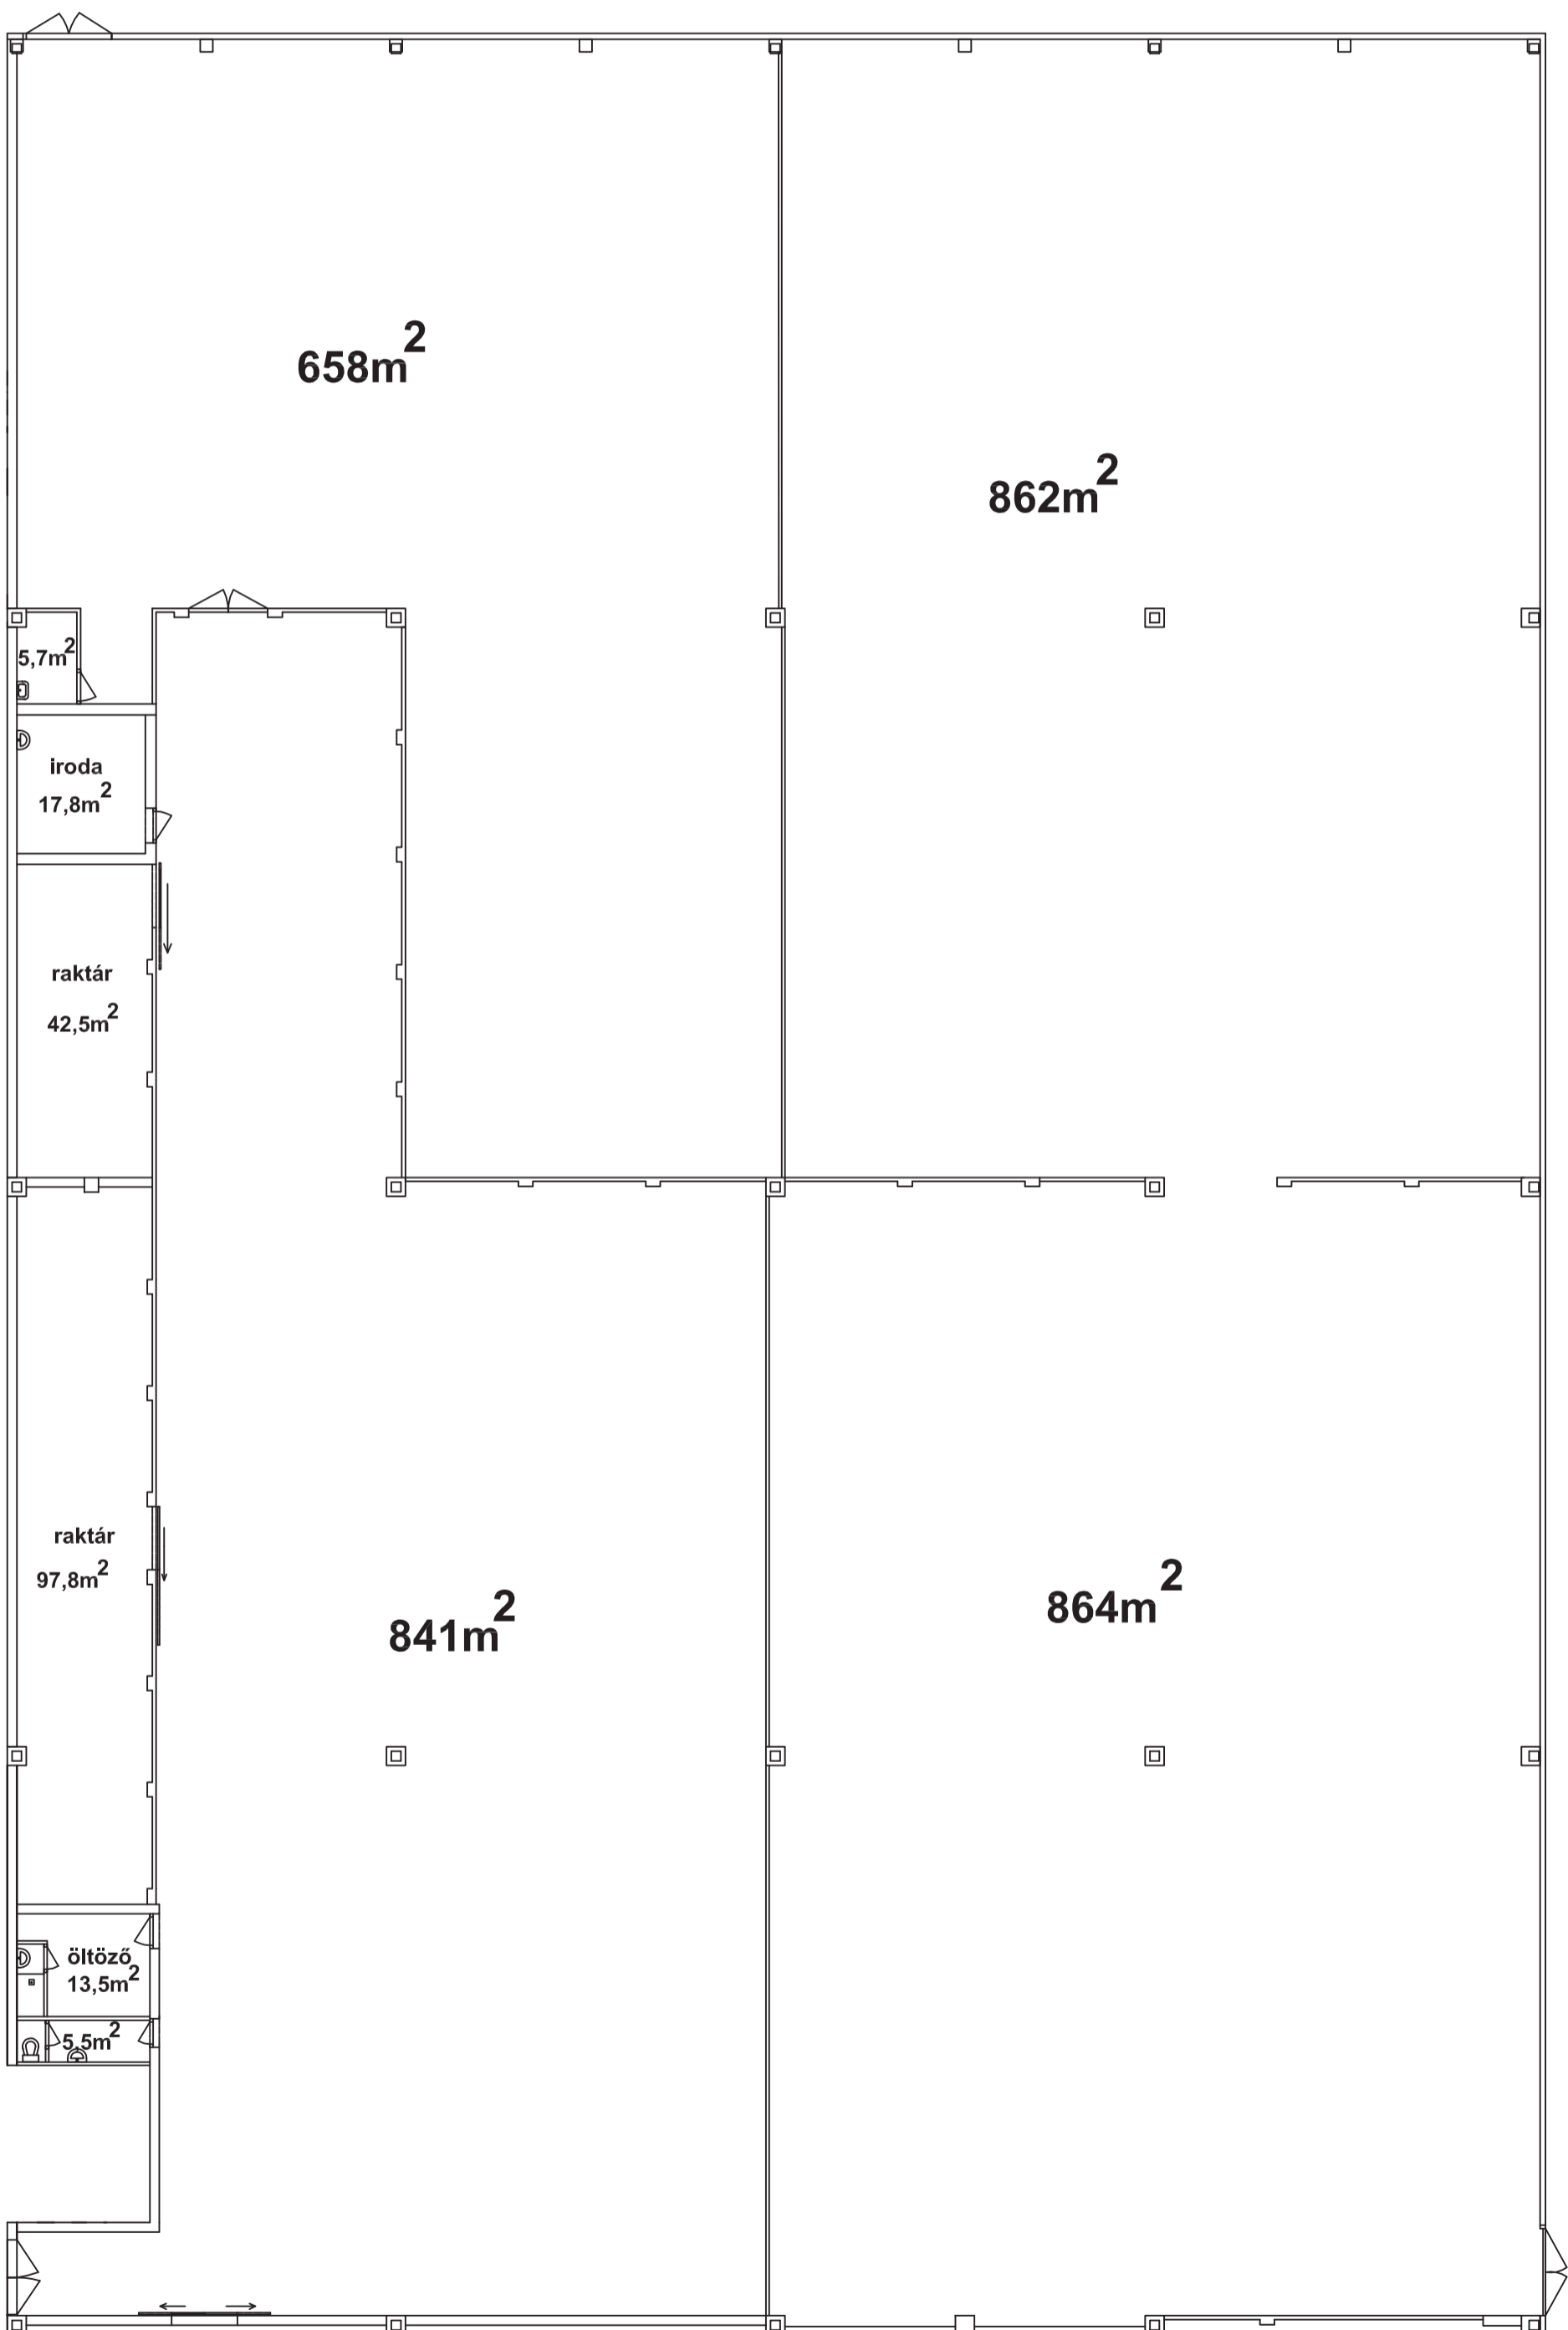 658m²
862m²
5,7m²
iroda
17,8m²
raktár
42,5m²
raktár
97,8m²
841m²
864m²
öltöző
13,5m²
5,5m²